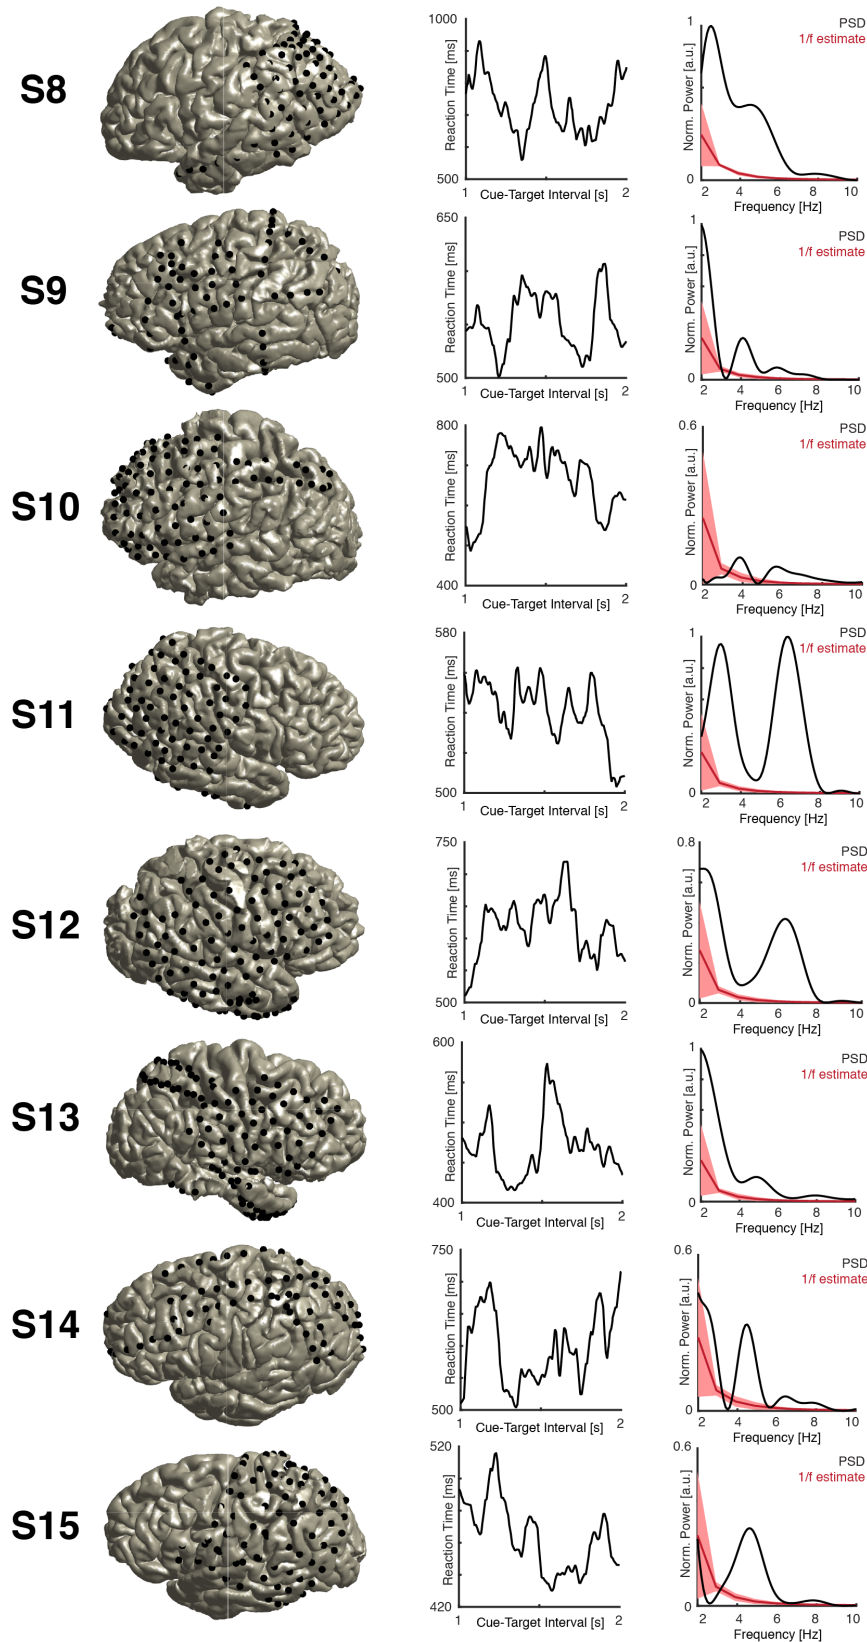 S8
1000
Reaction Time [ms]
500
1
Cue-Target Interval [s]
2
1
PSD
1/f estimate
Norm. Power [a.u.]
0
2 4 6 8 10
Frequency [Hz]
S9
650
Reaction Time [ms]
500
1
Cue-Target Interval [s]
2
1
PSD
1/f estimate
Norm. Power [a.u.]
0
2 4 6 8 10
Frequency [Hz]
S10
800
Reaction Time [ms]
400
1
Cue-Target Interval [s]
2
0.6
PSD
1/f estimate
Norm. Power [a.u.]
0
2 4 6 8 10
Frequency [Hz]
S11
580
Reaction Time [ms]
500
1
Cue-Target Interval [s]
2
1
PSD
1/f estimate
Norm. Power [a.u.]
0
2 4 6 8 10
Frequency [Hz]
S12
750
Reaction Time [ms]
500
1
Cue-Target Interval [s]
2
0.8
PSD
1/f estimate
Norm. Power [a.u.]
0
2 4 6 8 10
Frequency [Hz]
S13
600
Reaction Time [ms]
400
1
Cue-Target Interval [s]
2
1
PSD
1/f estimate
Norm. Power [a.u.]
0
2 4 6 8 10
Frequency [Hz]
S14
750
Reaction Time [ms]
500
1
Cue-Target Interval [s]
2
0.6
PSD
1/f estimate
Norm. Power [a.u.]
0
2 4 6 8 10
Frequency [Hz]
S15
520
Reaction Time [ms]
420
1
Cue-Target Interval [s]
2
0.6
PSD
1/f estimate
Norm. Power [a.u.]
0
2 4 6 8 10
Frequency [Hz]